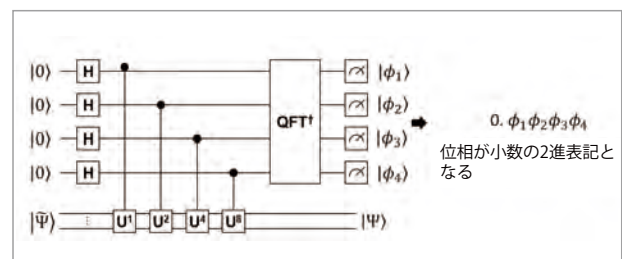 |0⟩ H |ϕ₁⟩
|0⟩ H |ϕ₂⟩
QFT†
0. ϕ₁ϕ₂ϕ₃ϕ₄
|0⟩ H |ϕ₃⟩
位相が小数の2進表記と
なる
|0⟩ H |ϕ₄⟩
|Ψ̃⟩ ⋮ U¹ U² U⁴ U⁸ |Ψ⟩